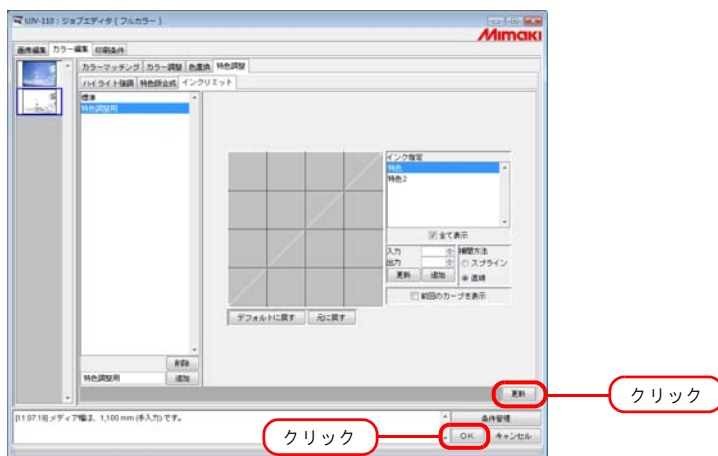 UJV-110 : ジョブエディタ ( フルカラー )
Mimaki
画像編集 カラー編集 印刷条件
カラーマッチング カラー調整 色置換 特色調整
ハイライト強調 特色版合成 インクリミット
標準
特色調整用
インク指定
特色
特色2
全て表示
入力
出力
更新 追加
補間方法
スプライン
直線
前回のカーブを表示
デフォルトに戻す 元に戻す
削除
特色調整用 追加
更新
クリック
[11:07:18] メディア幅は、1,100 mm (手入力) です。
条件管理
クリック
OK キャンセル